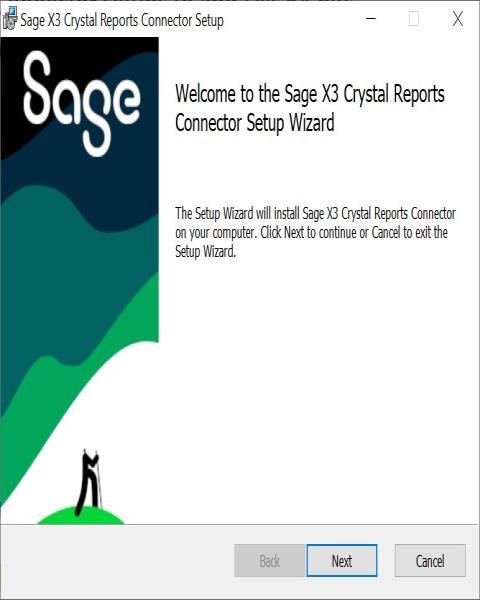 Sage X3 Crystal Reports Connector Setup
Sage
Welcome to the Sage X3 Crystal Reports
Connector Setup Wizard
The Setup Wizard will install Sage X3 Crystal Reports Connector
on your computer. Click Next to continue or Cancel to exit the
Setup Wizard.
Back Next Cancel